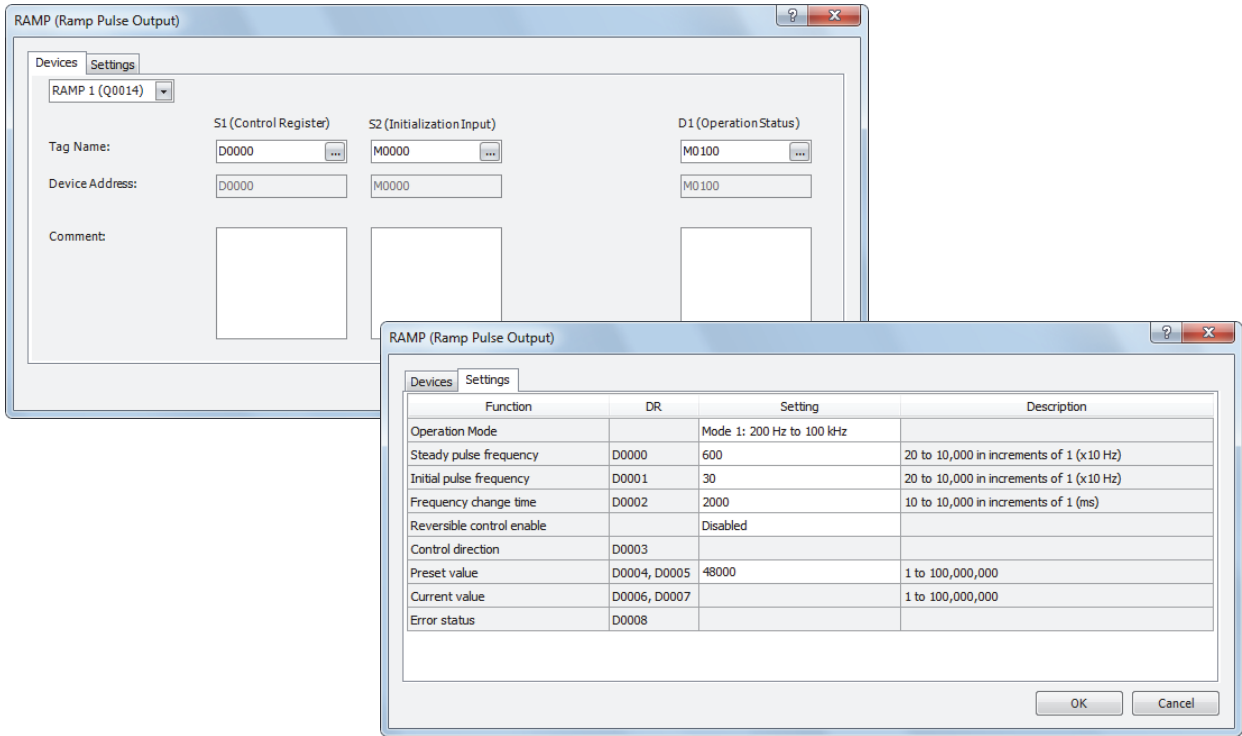 RAMP (Ramp Pulse Output)
Devices Settings
RAMP 1 (Q0014)
S1 (Control Register) S2 (Initialization Input) D1 (Operation Status)
Tag Name: D0000 ... M0000 ... M0100 ...
Device Address: D0000 M0000 M0100
Comment:
RAMP (Ramp Pulse Output)
Devices Settings
Function DR Setting Description
Operation Mode Mode 1: 200 Hz to 100 kHz
Steady pulse frequency D0000 600 20 to 10,000 in increments of 1 (x10 Hz)
Initial pulse frequency D0001 30 20 to 10,000 in increments of 1 (x10 Hz)
Frequency change time D0002 2000 10 to 10,000 in increments of 1 (ms)
Reversible control enable Disabled
Control direction D0003
Preset value D0004, D0005 48000 1 to 100,000,000
Current value D0006, D0007 1 to 100,000,000
Error status D0008
OK Cancel